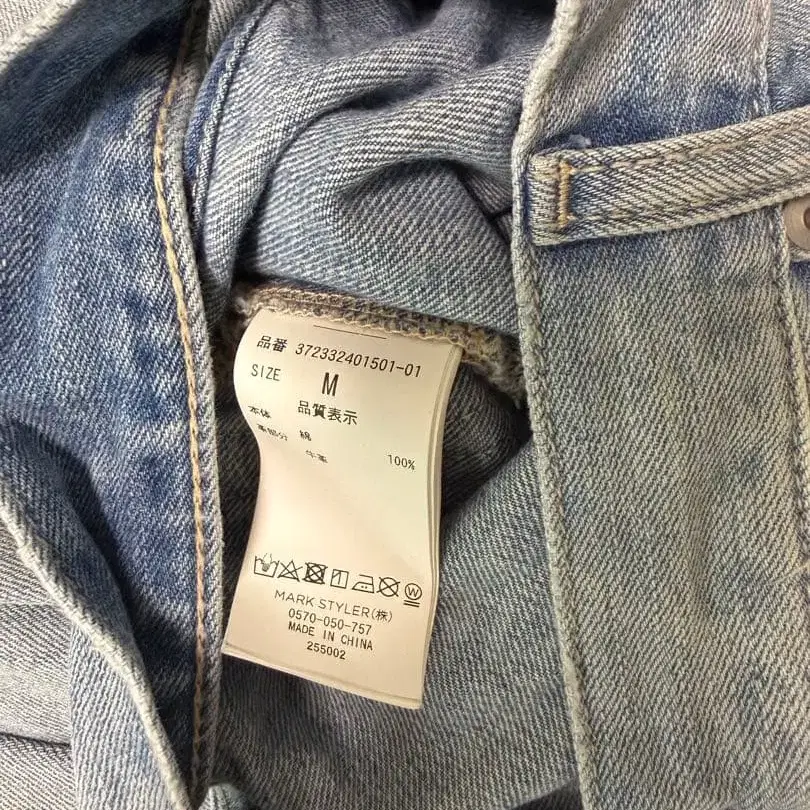 品番 372332401501-01
SIZE M
品質表示
本体 綿 100%
革部分 牛革
W
MARK STYLER(株)
0570-050-757
MADE IN CHINA
255002